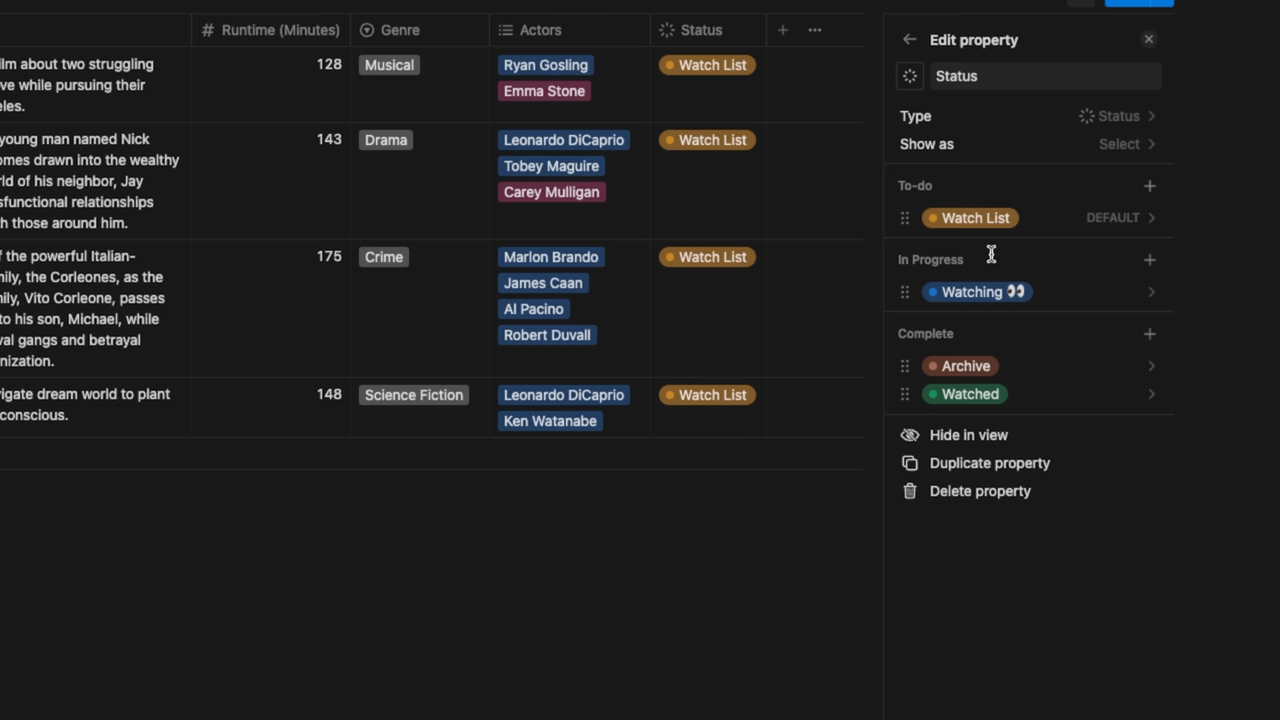 Runtime (Minutes)
Genre
Actors
Status
ilm about two struggling
ve while pursuing their
eles.
128
Musical
Ryan Gosling
Emma Stone
Watch List
young man named Nick
omes drawn into the wealthy
rld of his neighbor, Jay
sfunctional relationships
h those around him.
143
Drama
Leonardo DiCaprio
Tobey Maguire
Carey Mulligan
Watch List
f the powerful Italian-
nily, the Corleones, as the
nily, Vito Corleone, passes
to his son, Michael, while
val gangs and betrayal
nization.
175
Crime
Marlon Brando
James Caan
Al Pacino
Robert Duvall
Watch List
vigate dream world to plant
conscious.
148
Science Fiction
Leonardo DiCaprio
Ken Watanabe
Watch List
Edit property
Status
Type
Status
Show as
Select
To-do
Watch List
DEFAULT
In Progress
Watching 👀
Complete
Archive
Watched
Hide in view
Duplicate property
Delete property